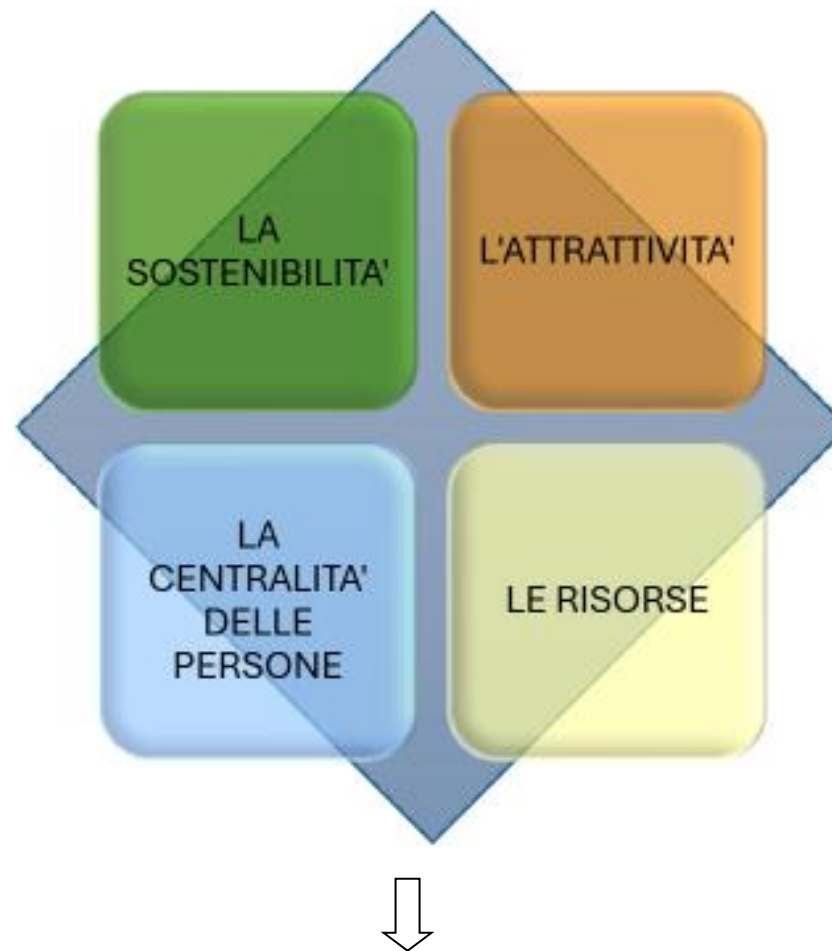 LA
SOSTENIBILITA'
L'ATTRATTIVITA'
LA
CENTRALITA'
DELLE
PERSONE
LE RISORSE